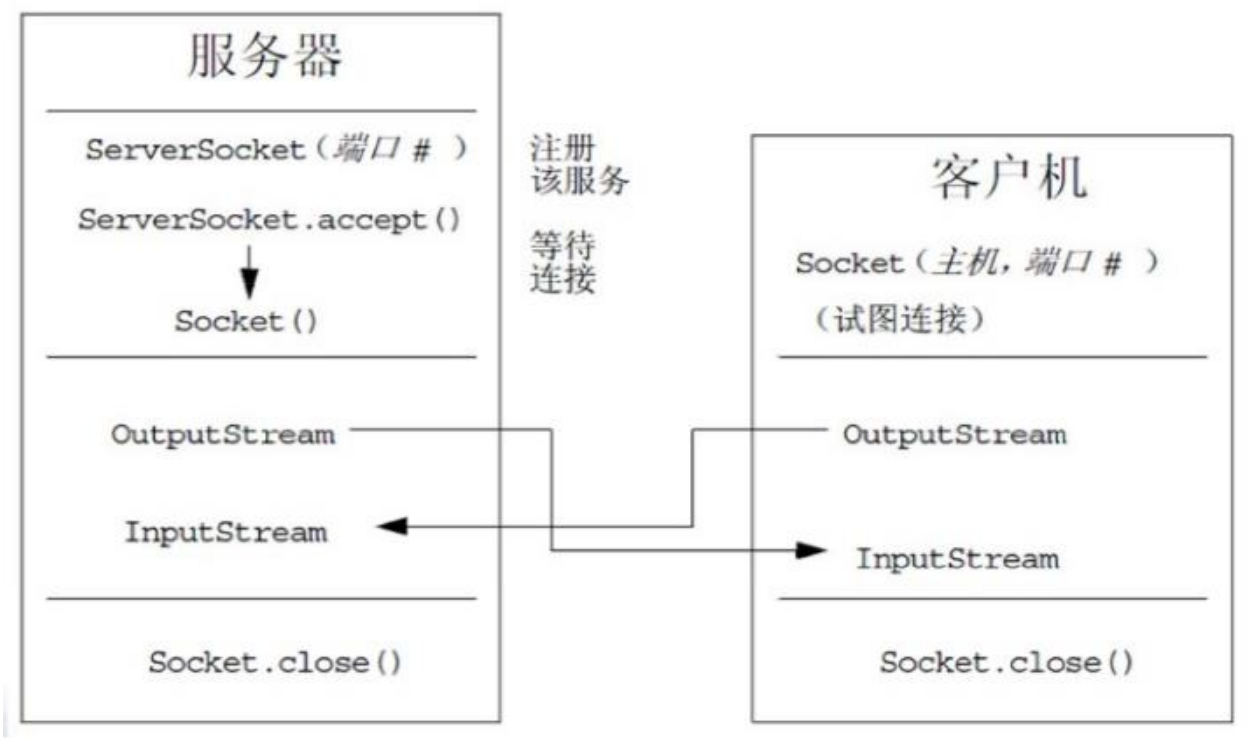 服务器
ServerSocket(端口 # )
ServerSocket.accept()
Socket()
OutputStream
InputStream
Socket.close()
注册
该服务
等待
连接
客户机
Socket(主机, 端口 # )
(试图连接)
OutputStream
InputStream
Socket.close()